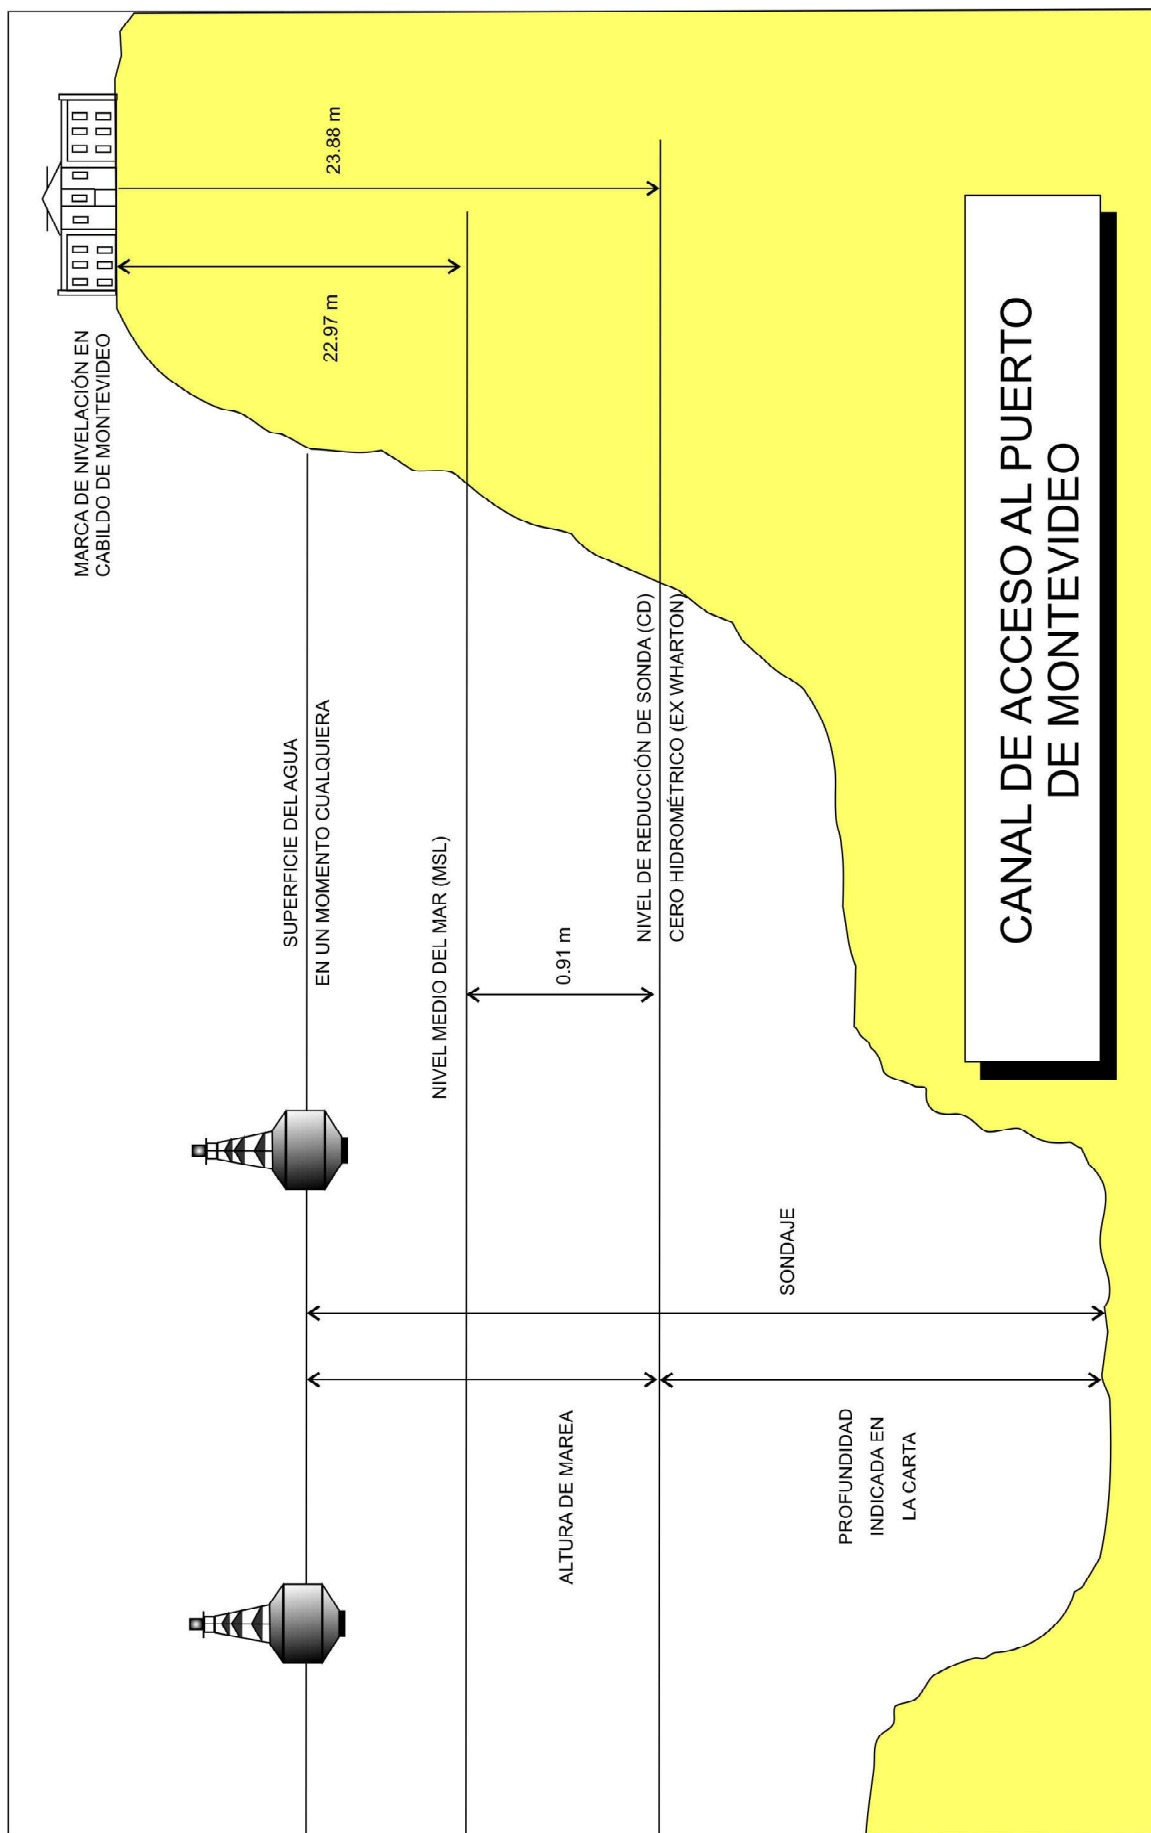 MARCA DE NIVELACIÓN EN
CABILDO DE MONTEVIDEO
23.88 m
22.97 m
SUPERFICIE DEL AGUA
EN UN MOMENTO CUALQUIERA
NIVEL MEDIO DEL MAR (MSL)
0.91 m
NIVEL DE REDUCCIÓN DE SONDA (CD)
CERO HIDROMÉTRICO (EX WHARTON)
SONDAJE
ALTURA DE MAREA
PROFUNDIDAD
INDICADA EN
LA CARTA
CANAL DE ACCESO AL PUERTO
DE MONTEVIDEO